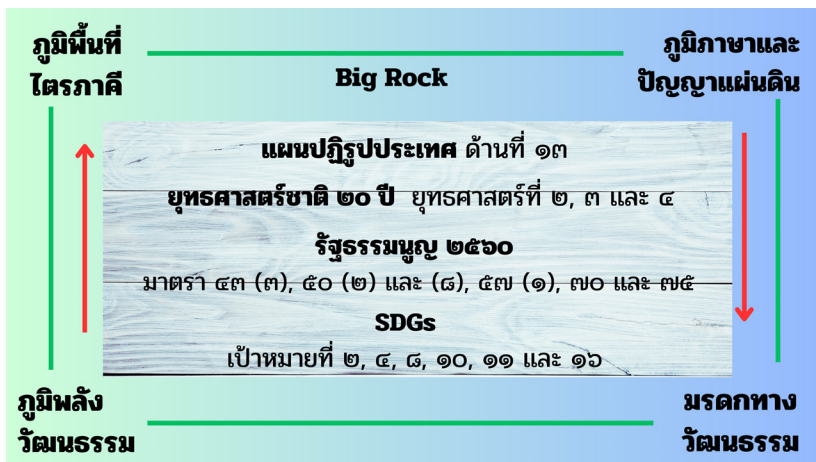 ภูมิพื้นที่
ไตรภาคี
Big Rock
ภูมิภาษาและ
ปัญญาแผ่นดิน
แผนปฏิรูปประเทศ ด้านที่ ๑๓
ยุทธศาสตร์ชาติ ๒๐ ปี ยุทธศาสตร์ที่ ๒, ๓ และ ๔
รัฐธรรมนูญ ๒๕๖๐
มาตรา ๔๓ (๓), ๕๐ (๒) และ (๘), ๕๗ (๑), ๗๐ และ ๗๕
SDGs
เป้าหมายที่ ๒, ๔, ๘, ๑๐, ๑๑ และ ๑๖
ภูมิพลัง
วัฒนธรรม
มรดกทาง
วัฒนธรรม